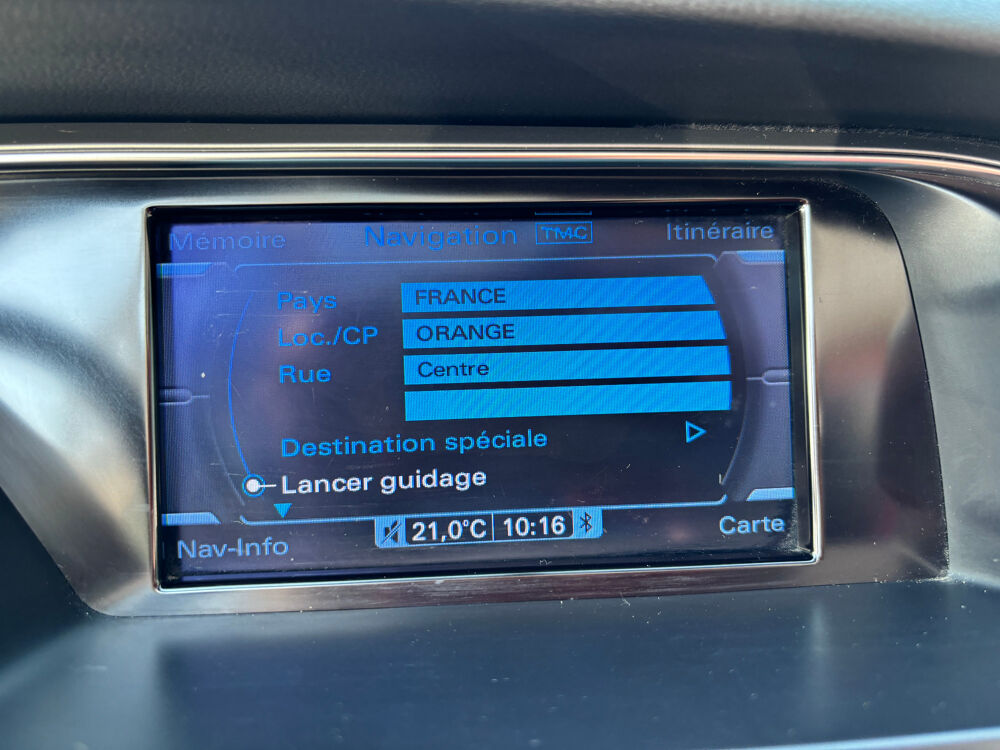 Mémoire Navigation TMC Itinéraire
Pays FRANCE
Loc./CP ORANGE
Rue Centre
Destination spéciale
Lancer guidage
Nav-Info 21,0°C 10:16 Carte